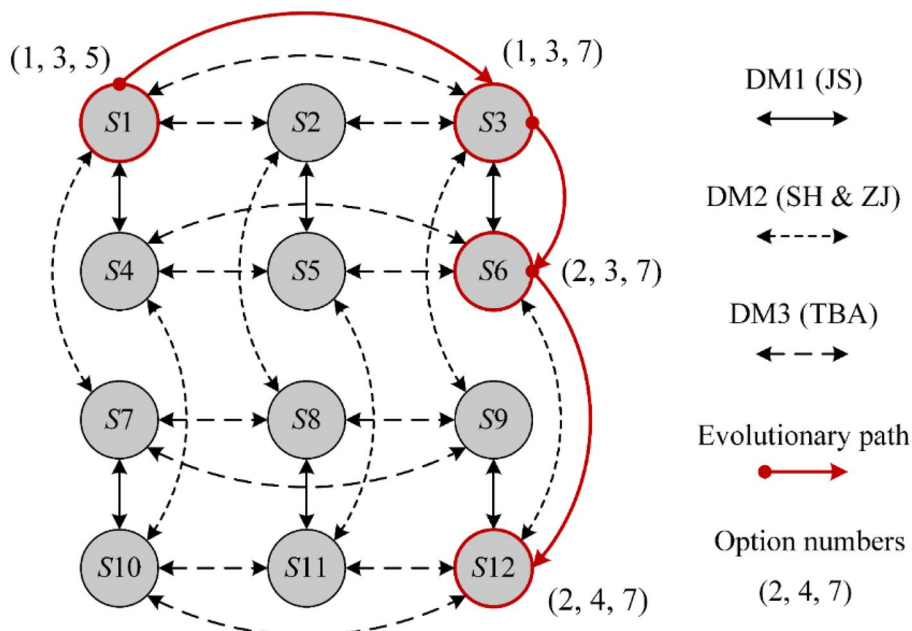 (1, 3, 5)
(1, 3, 7)
S1
S2
S3
S4
S5
S6
(2, 3, 7)
S7
S8
S9
S10
S11
S12
(2, 4, 7)
DM1 (JS)
DM2 (SH & ZJ)
DM3 (TBA)
Evolutionary path
Option numbers
(2, 4, 7)